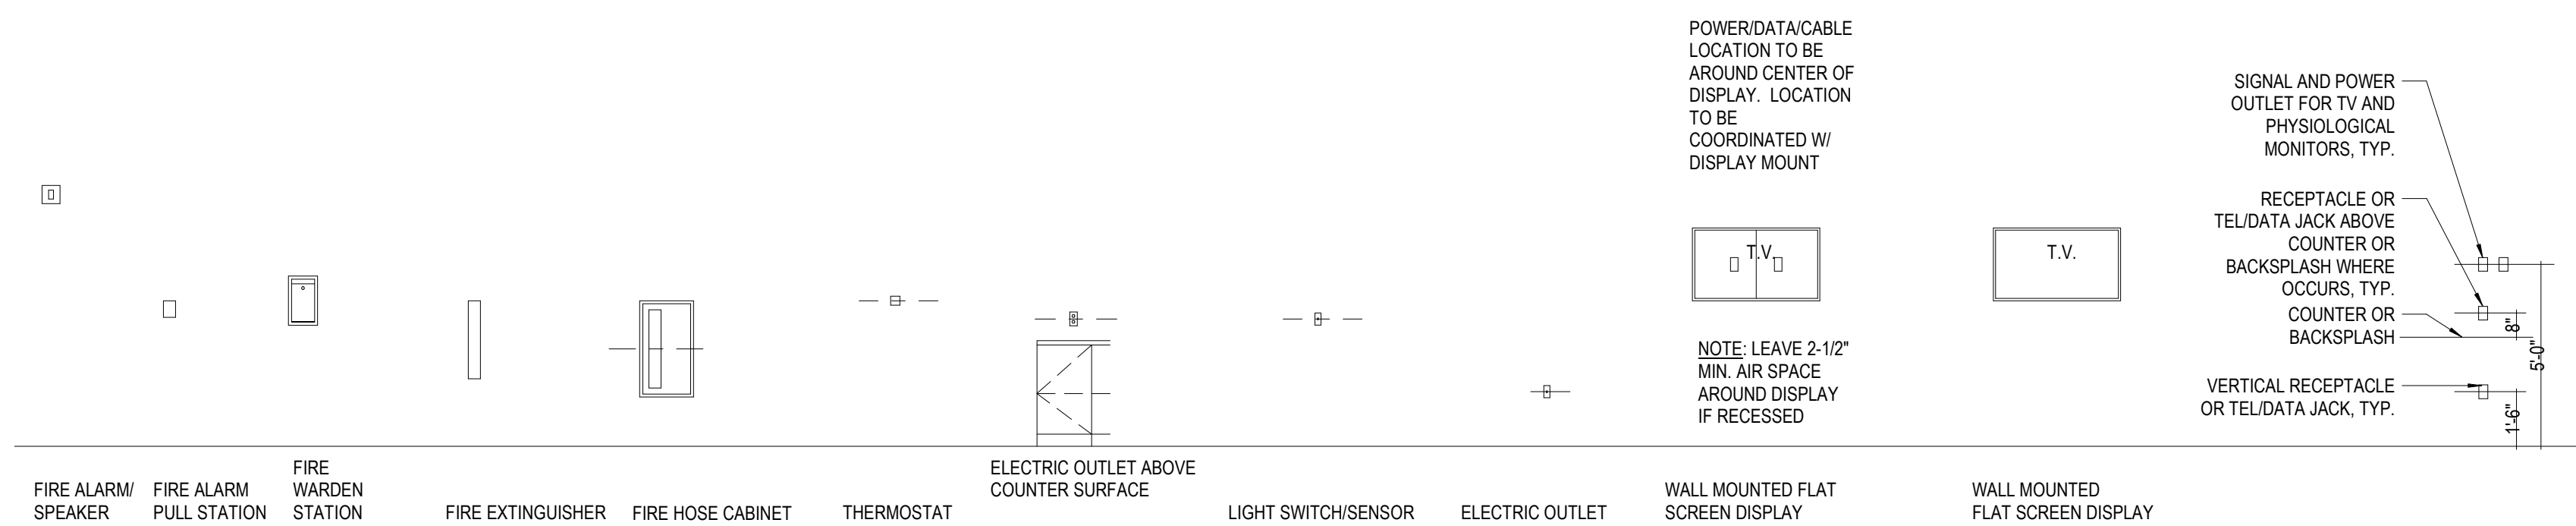 POWER/DATA/CABLE
LOCATION TO BE
AROUND CENTER OF
DISPLAY.  LOCATION
TO BE
COORDINATED W/
DISPLAY MOUNT
SIGNAL AND POWER
OUTLET FOR TV AND
PHYSIOLOGICAL
MONITORS, TYP.
RECEPTACLE OR
TEL/DATA JACK ABOVE
COUNTER OR
BACKSPLASH WHERE
OCCURS, TYP.
COUNTER OR
BACKSPLASH
VERTICAL RECEPTACLE
OR TEL/DATA JACK, TYP.
T.V.
T.V.
8"
5'-0"
1'-6"
NOTE: LEAVE 2-1/2"
MIN. AIR SPACE
AROUND DISPLAY
IF RECESSED
FIRE ALARM/
SPEAKER
FIRE ALARM
PULL STATION
FIRE
WARDEN
STATION
FIRE EXTINGUISHER
FIRE HOSE CABINET
THERMOSTAT
ELECTRIC OUTLET ABOVE
COUNTER SURFACE
LIGHT SWITCH/SENSOR
ELECTRIC OUTLET
WALL MOUNTED FLAT
SCREEN DISPLAY
WALL MOUNTED
FLAT SCREEN DISPLAY